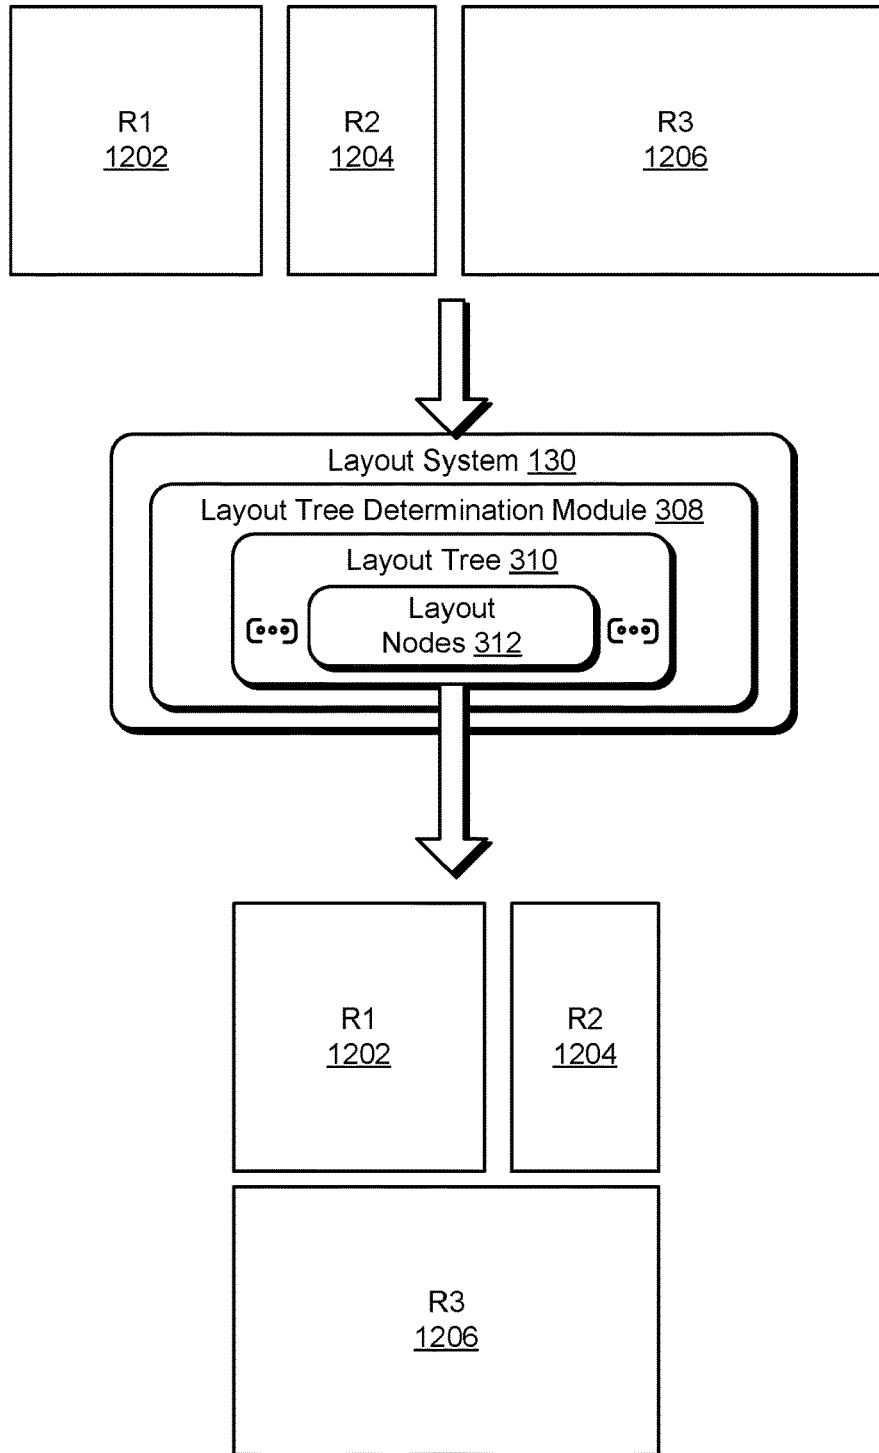 R1
1202
R2
1204
R3
1206
Layout System 130
Layout Tree Determination Module 308
Layout Tree 310
Layout
Nodes 312
R1
1202
R2
1204
R3
1206